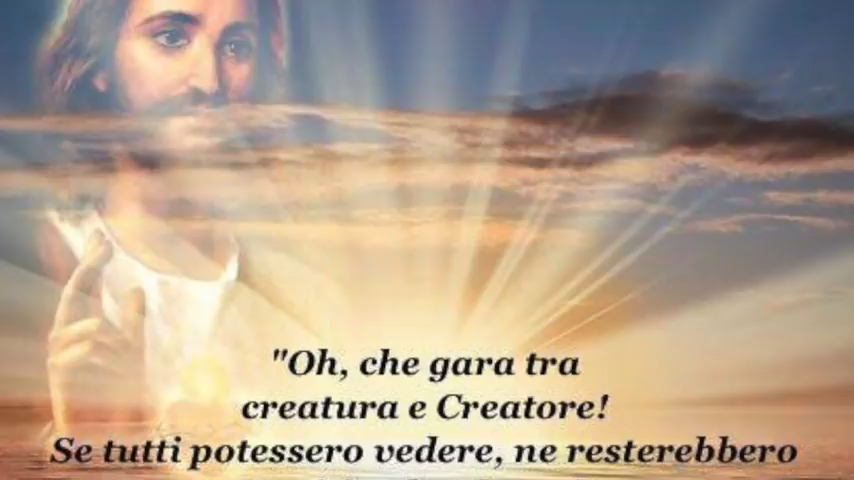 "Oh, che gara tra
creatura e Creatore!
Se tutti potessero vedere, ne resterebbero